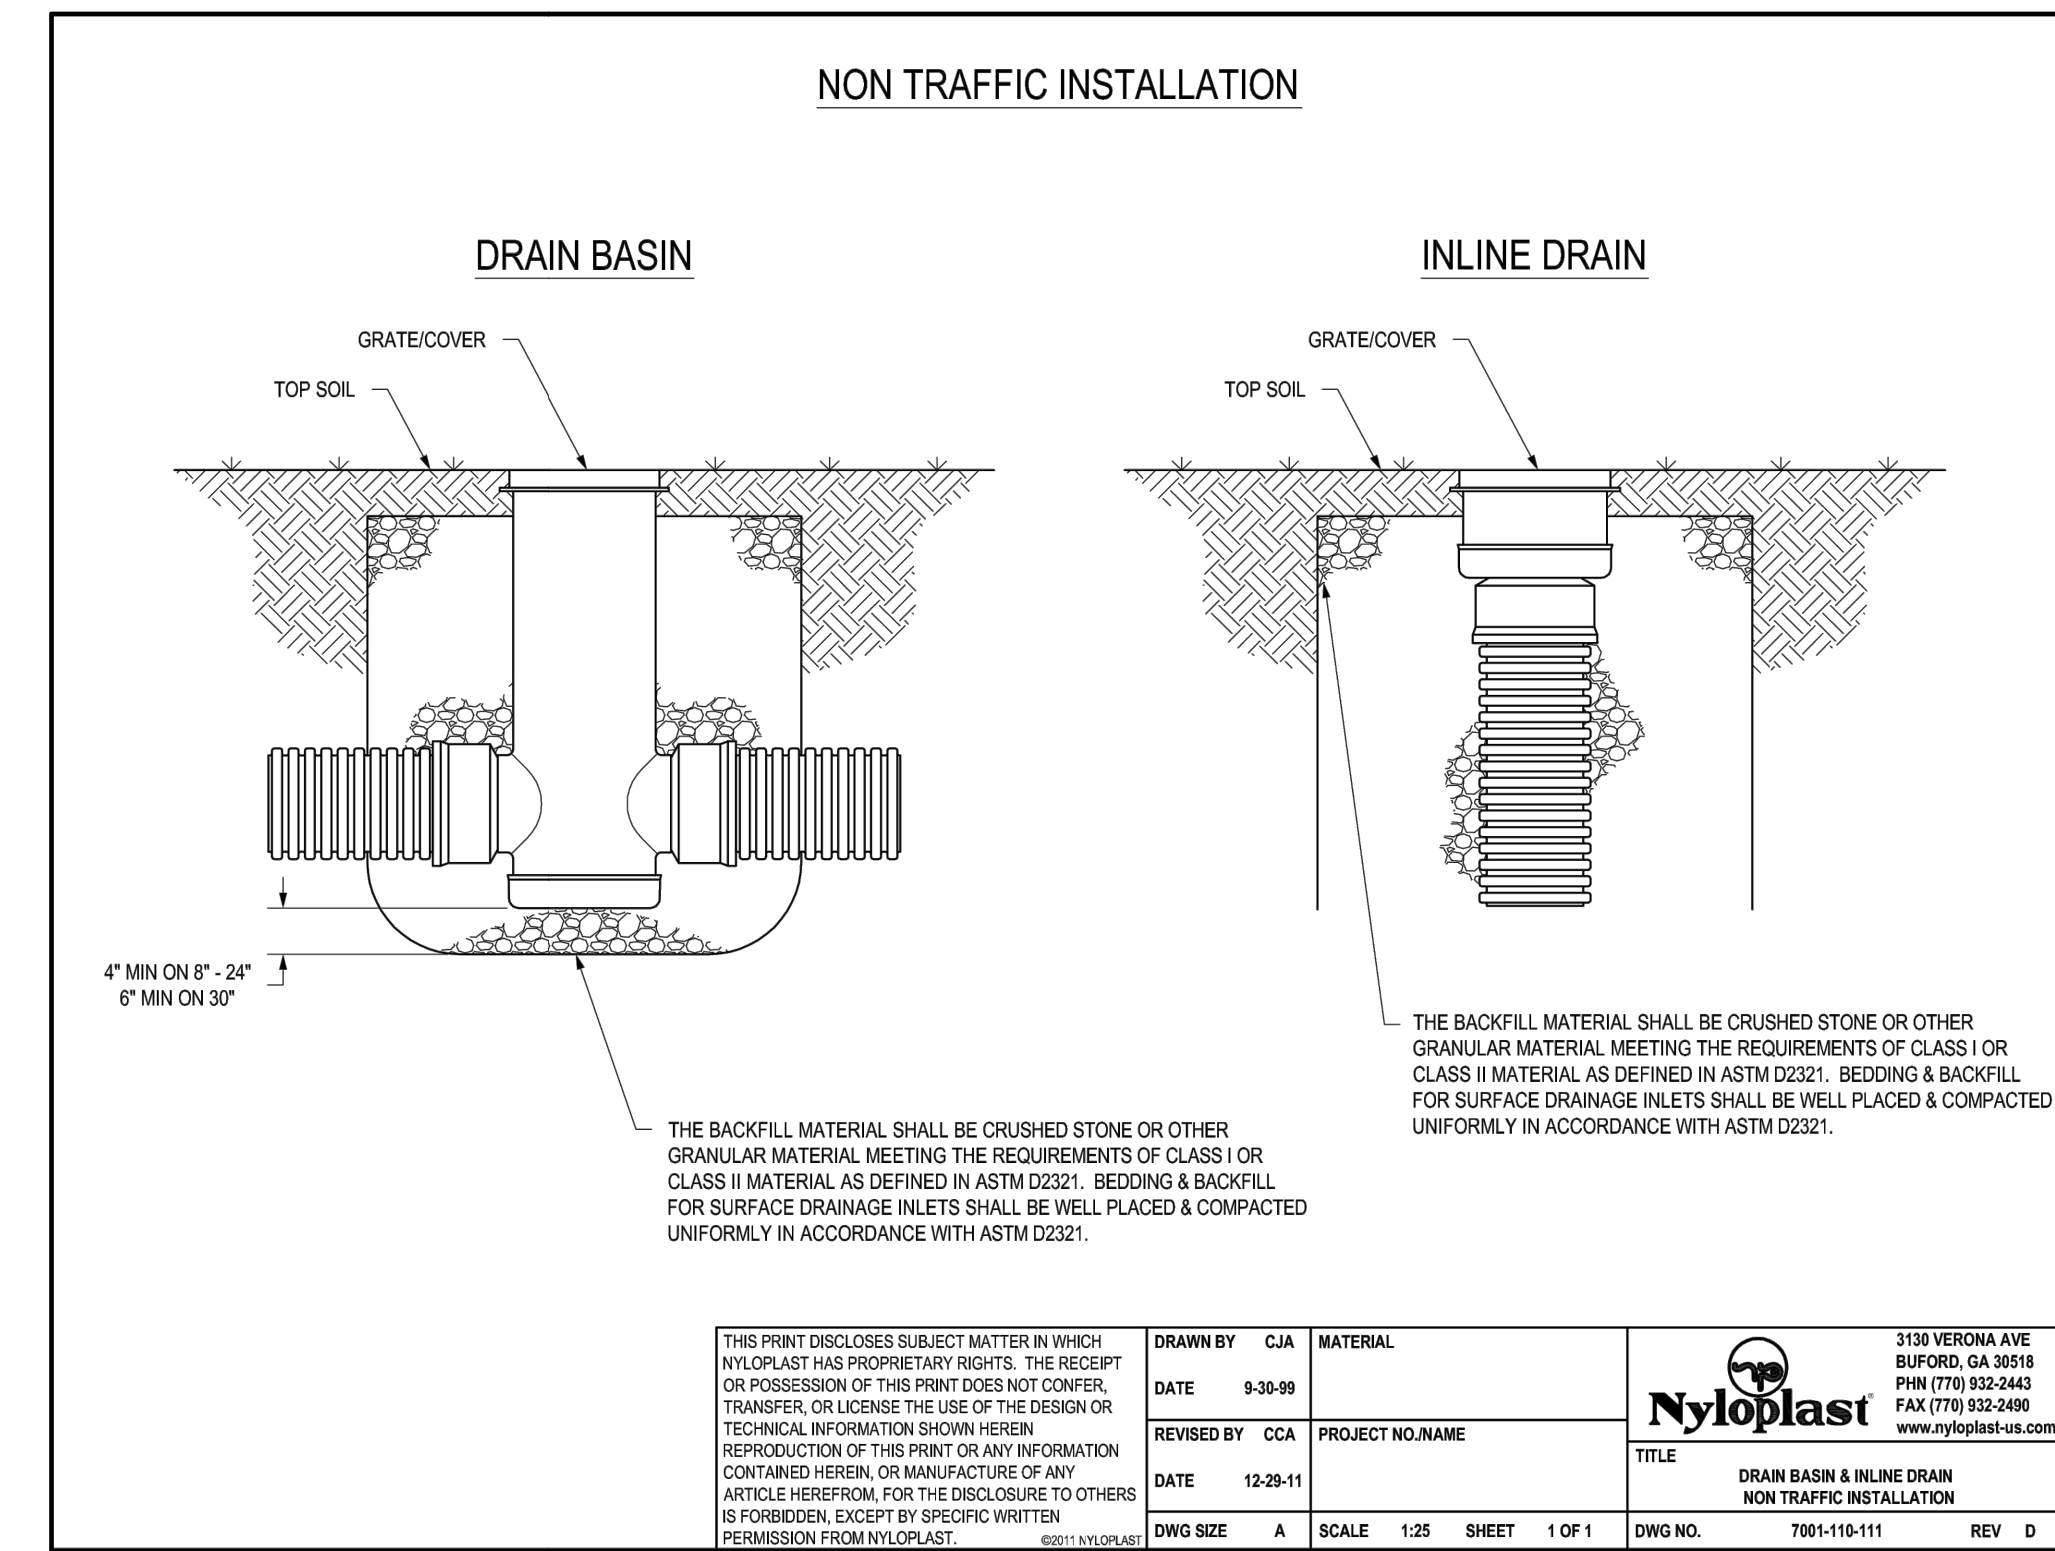 NON TRAFFIC INSTALLATION
DRAIN BASIN
GRATE/COVER
TOP SOIL
4" MIN ON 8" - 24"
6" MIN ON 30"
THE BACKFILL MATERIAL SHALL BE CRUSHED STONE OR OTHER
GRANULAR MATERIAL MEETING THE REQUIREMENTS OF CLASS I OR
CLASS II MATERIAL AS DEFINED IN ASTM D2321. BEDDING & BACKFILL
FOR SURFACE DRAINAGE INLETS SHALL BE WELL PLACED & COMPACTED
UNIFORMLY IN ACCORDANCE WITH ASTM D2321.
INLINE DRAIN
GRATE/COVER
TOP SOIL
THE BACKFILL MATERIAL SHALL BE CRUSHED STONE OR OTHER
GRANULAR MATERIAL MEETING THE REQUIREMENTS OF CLASS I OR
CLASS II MATERIAL AS DEFINED IN ASTM D2321. BEDDING & BACKFILL
FOR SURFACE DRAINAGE INLETS SHALL BE WELL PLACED & COMPACTED
UNIFORMLY IN ACCORDANCE WITH ASTM D2321.
THIS PRINT DISCLOSES SUBJECT MATTER IN WHICH
NYLOPLAST HAS PROPRIETARY RIGHTS. THE RECEIPT
OR POSSESSION OF THIS PRINT DOES NOT CONFER,
TRANSFER, OR LICENSE THE USE OF THE DESIGN OR
TECHNICAL INFORMATION SHOWN HEREIN
REPRODUCTION OF THIS PRINT OR ANY INFORMATION
CONTAINED HEREIN, OR MANUFACTURE OF ANY
ARTICLE HEREFROM, FOR THE DISCLOSURE TO OTHERS
IS FORBIDDEN, EXCEPT BY SPECIFIC WRITTEN
PERMISSION FROM NYLOPLAST. ©2011 NYLOPLAST
DRAWN BY CJA
DATE 9-30-99
REVISED BY CCA
DATE 12-29-11
DWG SIZE A
MATERIAL
PROJECT NO./NAME
SCALE 1:25 SHEET 1 OF 1
Nyloplast®
3130 VERONA AVE
BUFORD, GA 30518
PHN (770) 932-2443
FAX (770) 932-2490
www.nyloplast-us.com
TITLE
DRAIN BASIN & INLINE DRAIN
NON TRAFFIC INSTALLATION
DWG NO. 7001-110-111 REV D